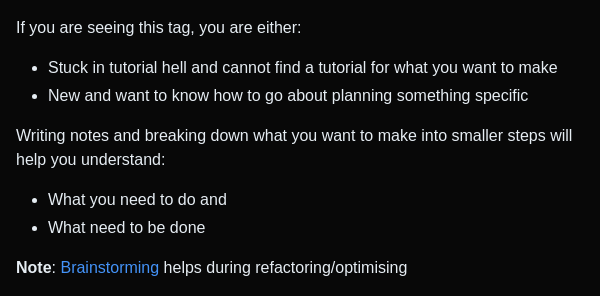 If you are seeing this tag, you are either:
• Stuck in tutorial hell and cannot find a tutorial for what you want to make
• New and want to know how to go about planning something specific
Writing notes and breaking down what you want to make into smaller steps will
help you understand:
• What you need to do and
• What need to be done
Note: Brainstorming helps during refactoring/optimising